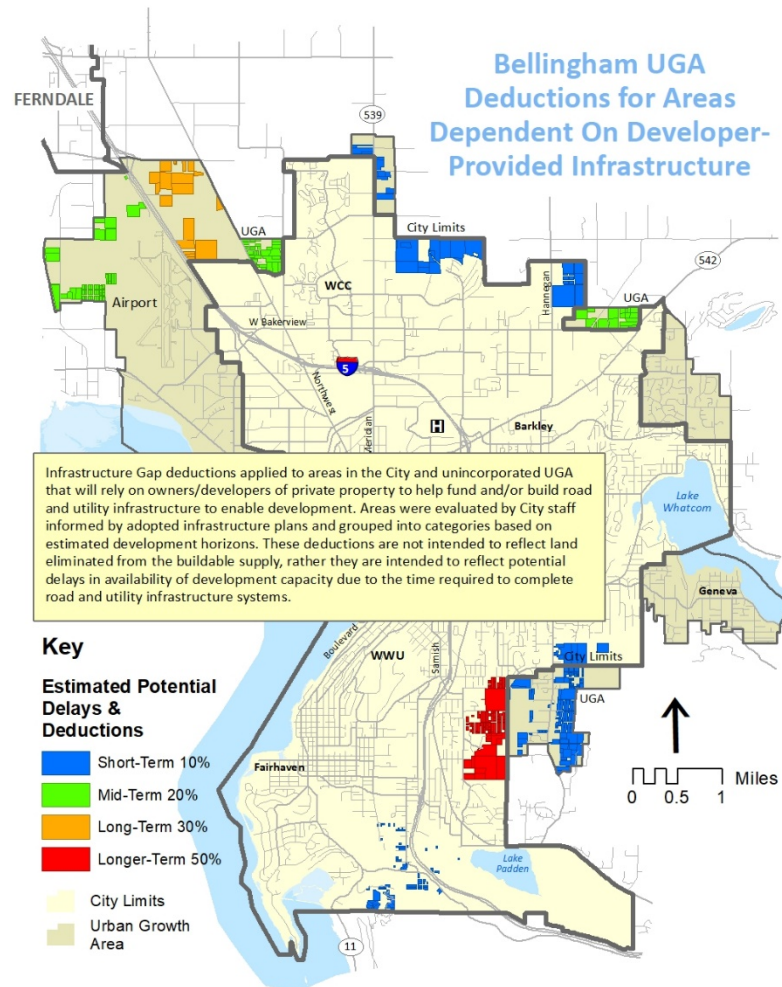 Bellingham UGA
Deductions for Areas
Dependent On Developer-
Provided Infrastructure
FERNDALE
539
UGA
City Limits
542
WCC
Hannegan
UGA
Airport
W Bakerview
Northwest
5
Meridian
H
Barkley
Infrastructure Gap deductions applied to areas in the City and unincorporated UGA
that will rely on owners/developers of private property to help fund and/or build road
and utility infrastructure to enable development. Areas were evaluated by City staff
informed by adopted infrastructure plans and grouped into categories based on
estimated development horizons. These deductions are not intended to reflect land
eliminated from the buildable supply, rather they are intended to reflect potential
delays in availability of development capacity due to the time required to complete
road and utility infrastructure systems.
Lake
Whatcom
Geneva
Boulevard
WWU
Samish
City Limits
UGA
Fairhaven
Lake
Padden
11
Key
Estimated Potential
Delays &
Deductions
Short-Term 10%
Mid-Term 20%
Long-Term 30%
Longer-Term 50%
City Limits
Urban Growth
Area
Miles
0 0.5 1